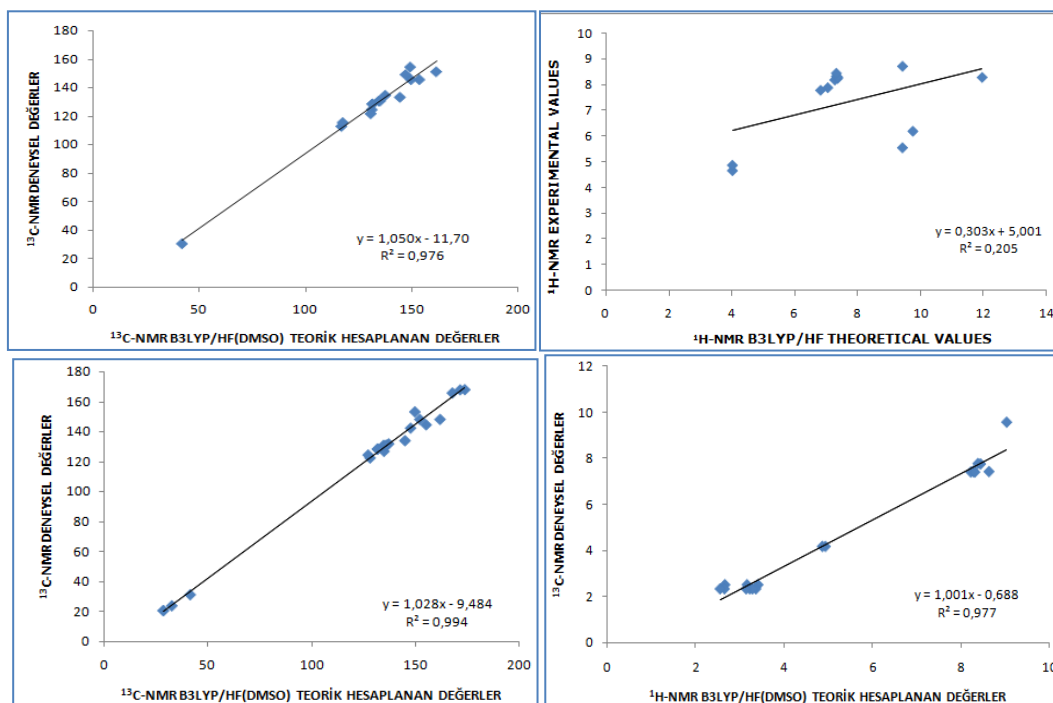 ¹³C-NMR DENEYSEL DEĞERLER
180
160
140
120
100
80
60
40
20
0
y = 1,050x - 11,70
R² = 0,976
0 50 100 150 200
¹³C-NMR B3LYP/HF(DMSO) TEORİK HESAPLANAN DEĞERLER
¹H-NMR EXPERIMENTAL VALUES
10
9
8
7
6
5
4
3
2
1
0
y = 0,303x + 5,001
R² = 0,205
0 2 4 6 8 10 12 14
¹H-NMR B3LYP/HF THEORETICAL VALUES
¹³C-NMR DENEYSEL DEĞERLER
180
160
140
120
100
80
60
40
20
0
y = 1,028x - 9,484
R² = 0,994
0 50 100 150 200
¹³C-NMR B3LYP/HF(DMSO) TEORİK HESAPLANAN DEĞERLER
¹³C-NMR DENEYSEL DEĞERLER
12
10
8
6
4
2
0
y = 1,001x - 0,688
R² = 0,977
0 2 4 6 8 10
¹H-NMR B3LYP/HF(DMSO) TEORİK HESAPLANAN DEĞERLER